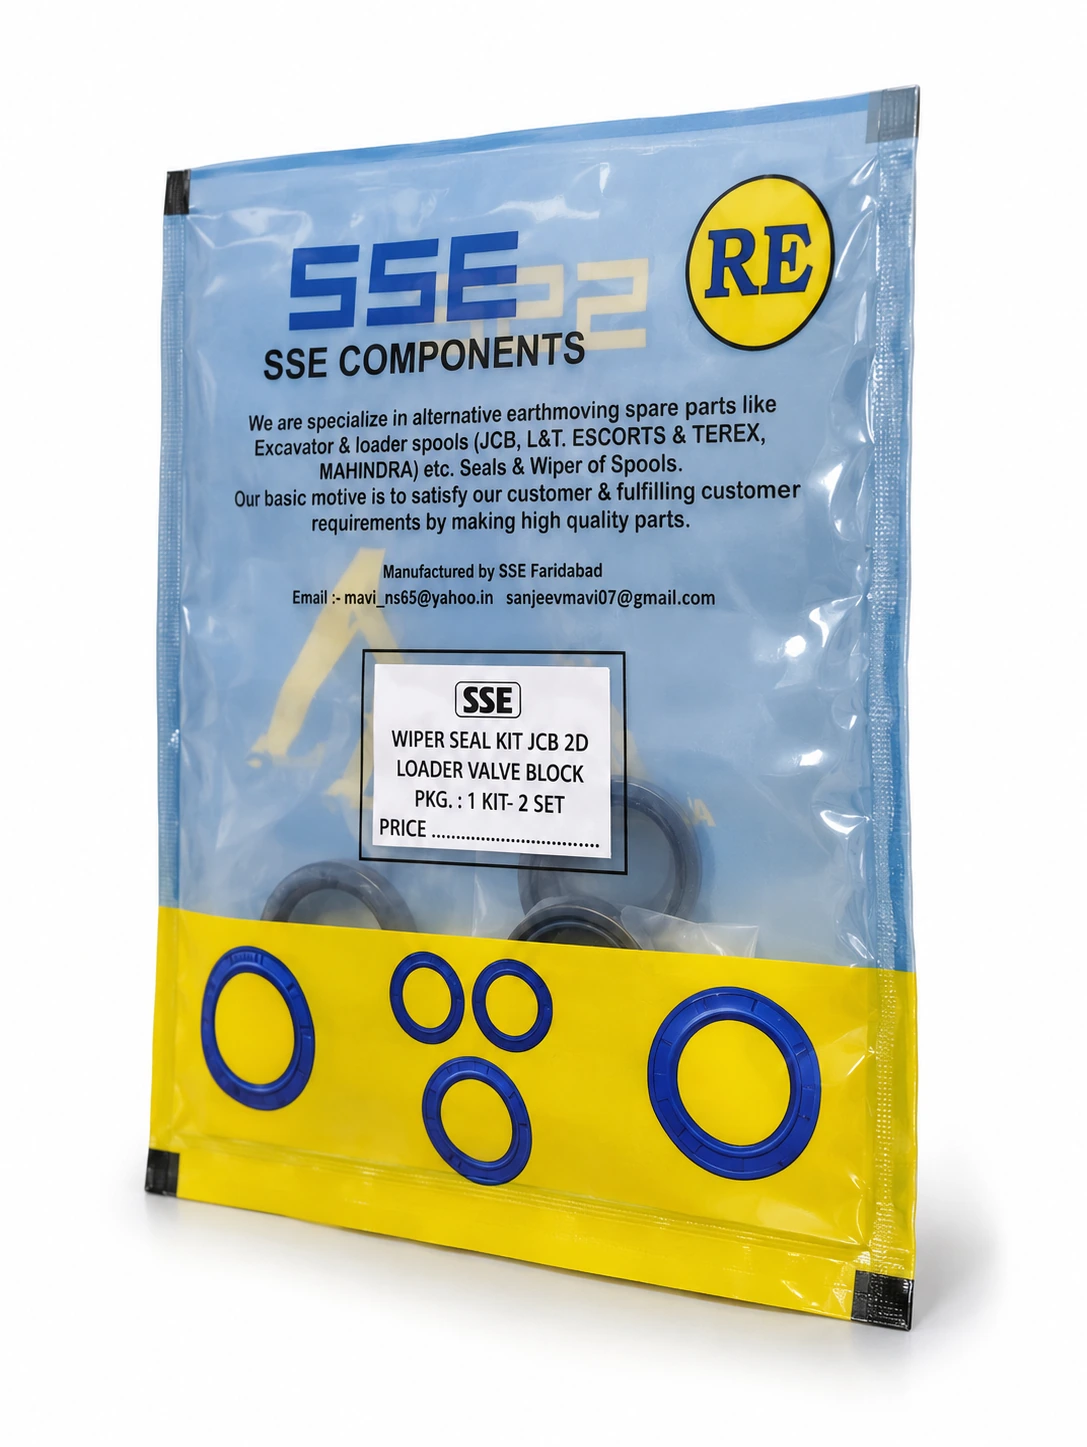 SSE
RE
SSE COMPONENTS
We are specialize in alternative earthmoving spare parts like
Excavator & loader spools (JCB, L&T. ESCORTS & TEREX,
MAHINDRA) etc. Seals & Wiper of Spools.
Our basic motive is to satisfy our customer & fulfilling customer
requirements by making high quality parts.
Manufactured by SSE Faridabad
Email :- mavi_ns65@yahoo.in sanjeevmavi07@gmail.com
SSE
WIPER SEAL KIT JCB 2D
LOADER VALVE BLOCK
PKG. : 1 KIT- 2 SET
PRICE ..................................